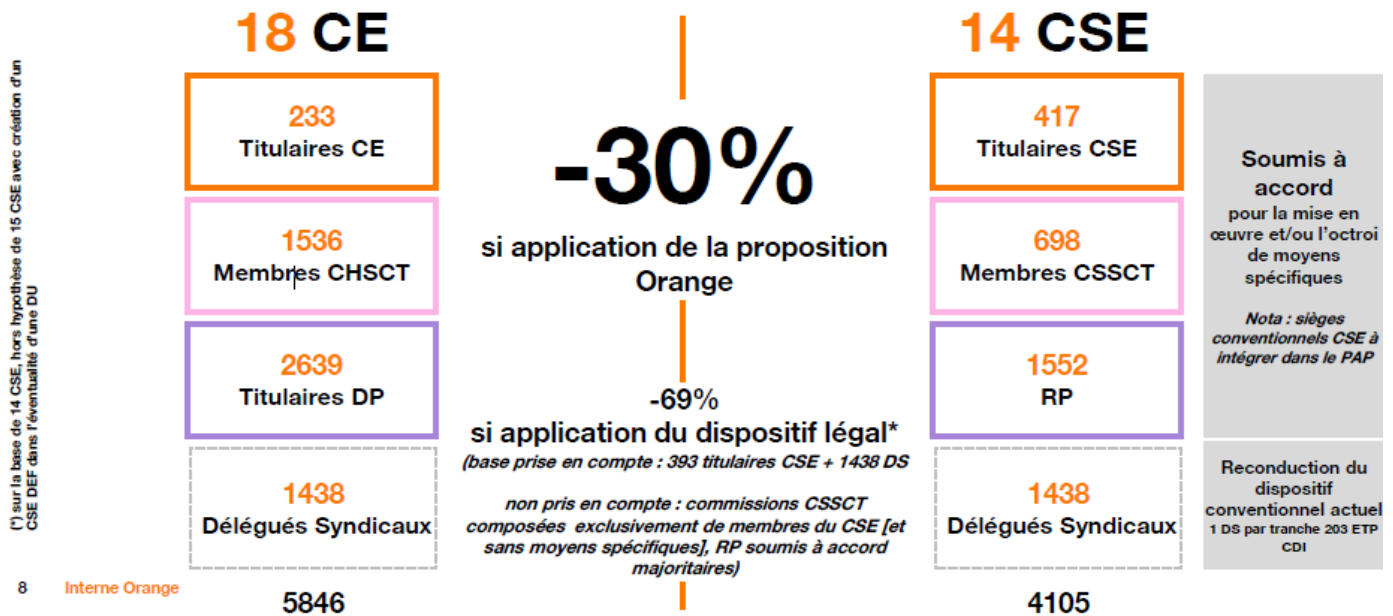 (*) sur la base de 14 CSE, hors hypothèse de 15 CSE avec création d'un
CSE DEF dans l'éventualité d'une DU
18 CE
233
Titulaires CE
1536
Membres CHSCT
2639
Titulaires DP
1438
Délégués Syndicaux
5846
-30%
si application de la proposition
Orange
-69%
si application du dispositif légal*
(base prise en compte : 393 titulaires CSE + 1438 DS
non pris en compte : commissions CSSCT
composées exclusivement de membres du CSE [et
sans moyens spécifiques], RP soumis à accord
majoritaires)
14 CSE
417
Titulaires CSE
698
Membres CSSCT
1552
RP
1438
Délégués Syndicaux
4105
Soumis à
accord
pour la mise en
œuvre et/ou l'octroi
de moyens
spécifiques
Nota : sièges
conventionnels CSE à
intégrer dans le PAP
Reconduction du
dispositif
conventionnel actuel
1 DS par tranche 203 ETP
CDI
8 Interne Orange